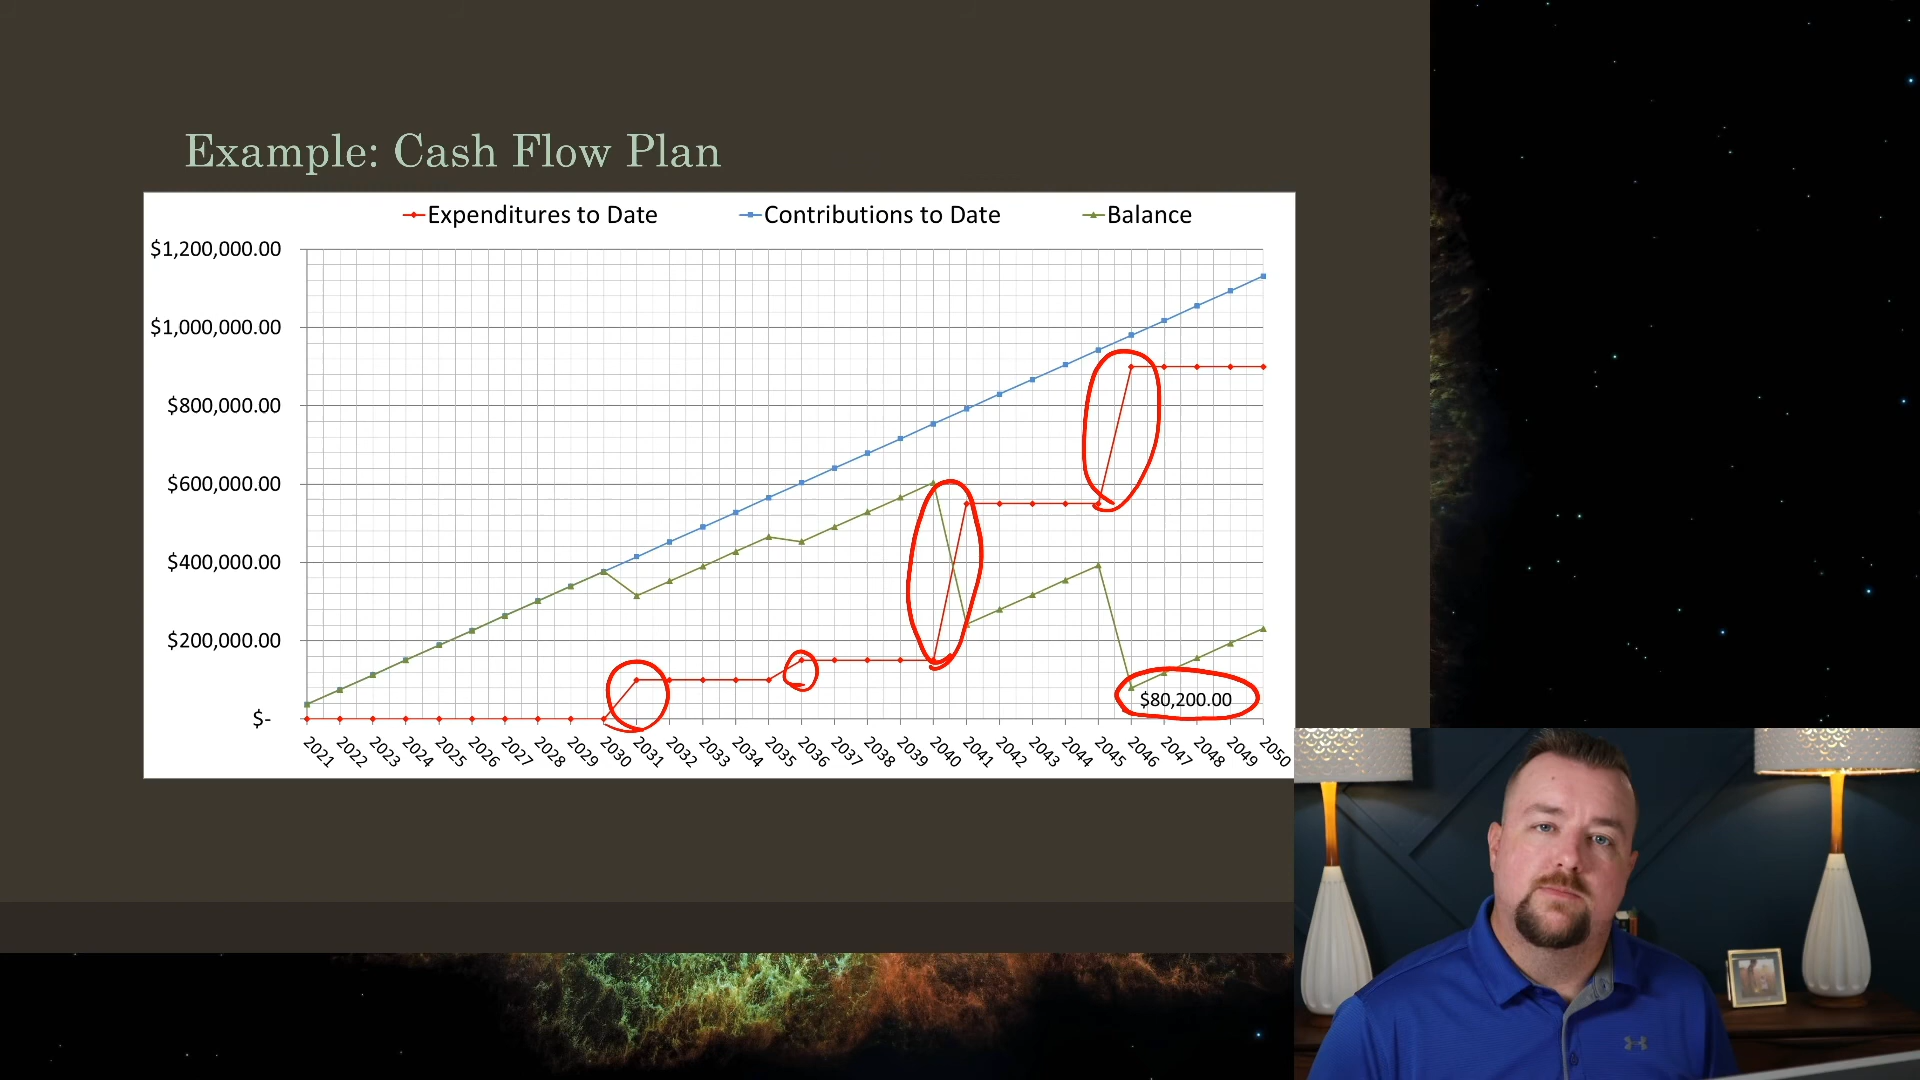 Example: Cash Flow Plan
Expenditures to Date Contributions to Date Balance
$1,200,000.00
$1,000,000.00
$800,000.00
$600,000.00
$400,000.00
$200,000.00
$-
$80,200.00
2021 2022 2023 2024 2025 2026 2027 2028 2029 2030 2031 2032 2033 2034 2035 2036 2037 2038 2039 2040 2041 2042 2043 2044 2045 2046 2047 2048 2049 2050